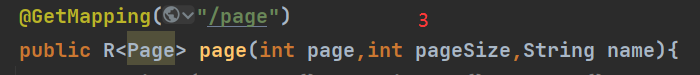 @GetMapping("/page") 3
public R<Page> page(int page,int pageSize,String name){